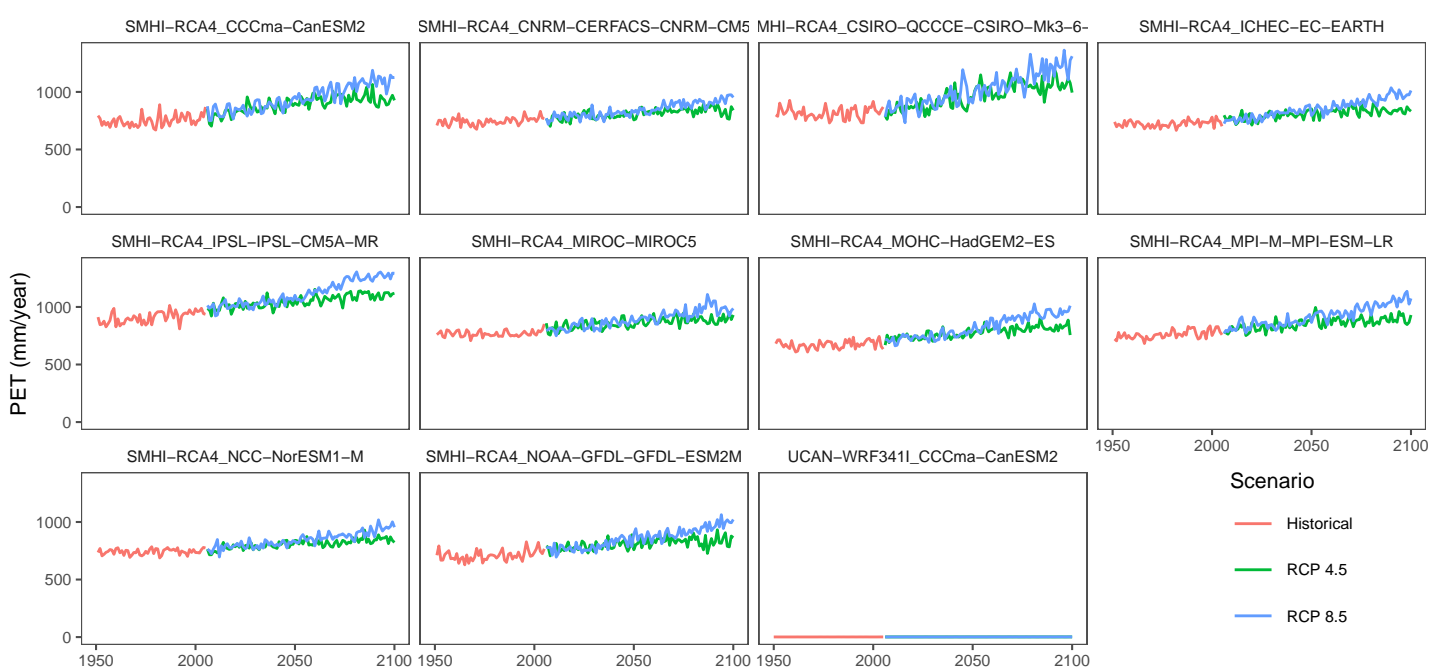 SMHI−RCA4_CCCma−CanESM2
SMHI−RCA4_CNRM−CERFACS−CNRM−CM5
MHI−RCA4_CSIRO−QCCCE−CSIRO−Mk3−6−
SMHI−RCA4_ICHEC−EC−EARTH
1000
500
0
SMHI−RCA4_IPSL−IPSL−CM5A−MR
SMHI−RCA4_MIROC−MIROC5
SMHI−RCA4_MOHC−HadGEM2−ES
SMHI−RCA4_MPI−M−MPI−ESM−LR
PET (mm/year)
1000
500
0
1950 2000 2050 2100
SMHI−RCA4_NCC−NorESM1−M
SMHI−RCA4_NOAA−GFDL−GFDL−ESM2M
UCAN−WRF341I_CCCma−CanESM2
1000
500
0
1950 2000 2050 2100
1950 2000 2050 2100
1950 2000 2050 2100
Scenario
Historical
RCP 4.5
RCP 8.5